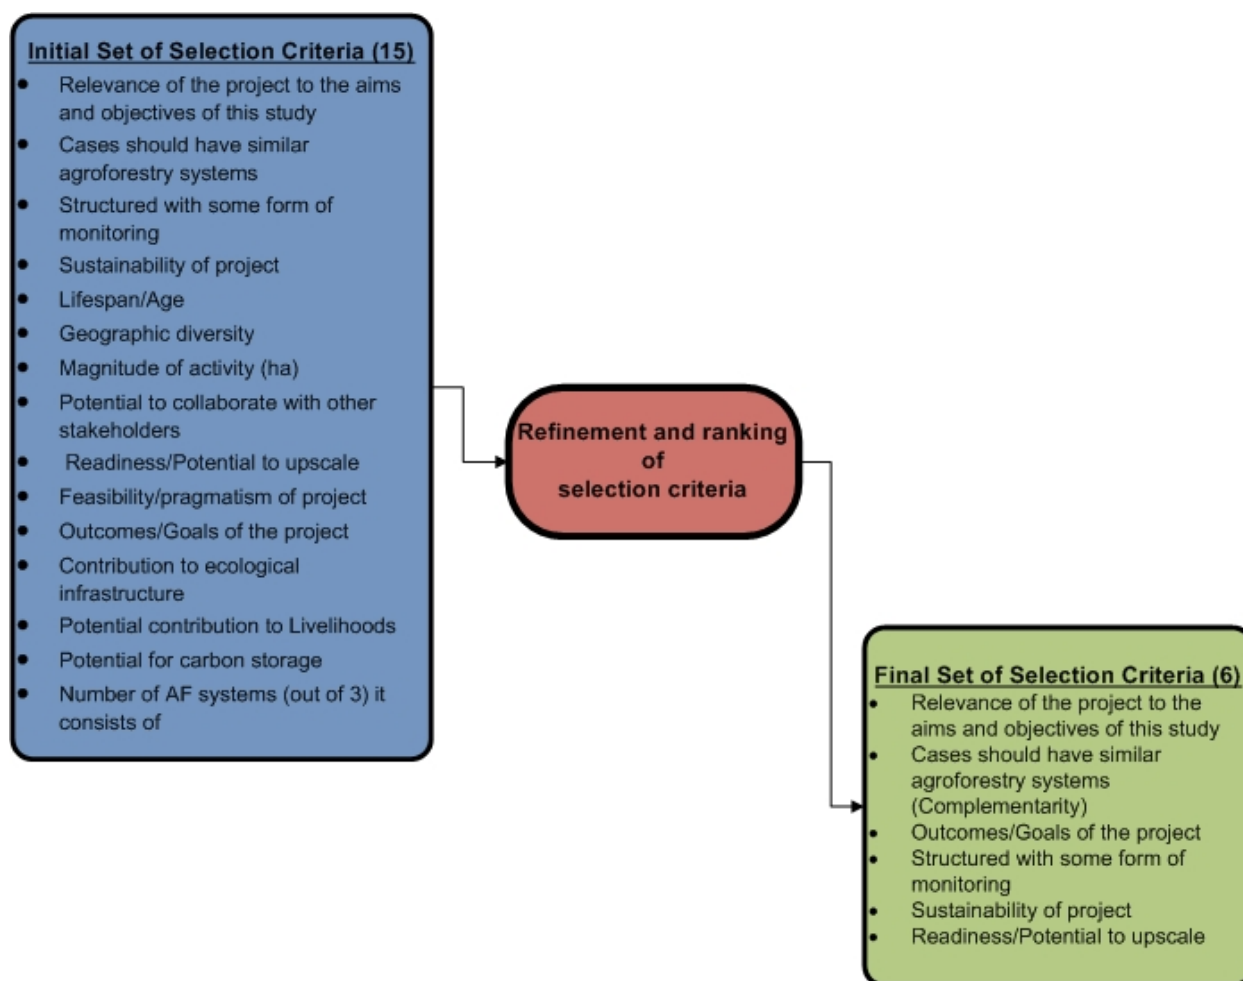 Initial Set of Selection Criteria (15)
• Relevance of the project to the aims
and objectives of this study
• Cases should have similar
agroforestry systems
• Structured with some form of
monitoring
• Sustainability of project
• Lifespan/Age
• Geographic diversity
• Magnitude of activity (ha)
• Potential to collaborate with other
stakeholders
• Readiness/Potential to upscale
• Feasibility/pragmatism of project
• Outcomes/Goals of the project
• Contribution to ecological
infrastructure
• Potential contribution to Livelihoods
• Potential for carbon storage
• Number of AF systems (out of 3) it
consists of
Refinement and ranking
of
selection criteria
Final Set of Selection Criteria (6)
• Relevance of the project to the
aims and objectives of this study
• Cases should have similar
agroforestry systems
(Complementarity)
• Outcomes/Goals of the project
• Structured with some form of
monitoring
• Sustainability of project
• Readiness/Potential to upscale